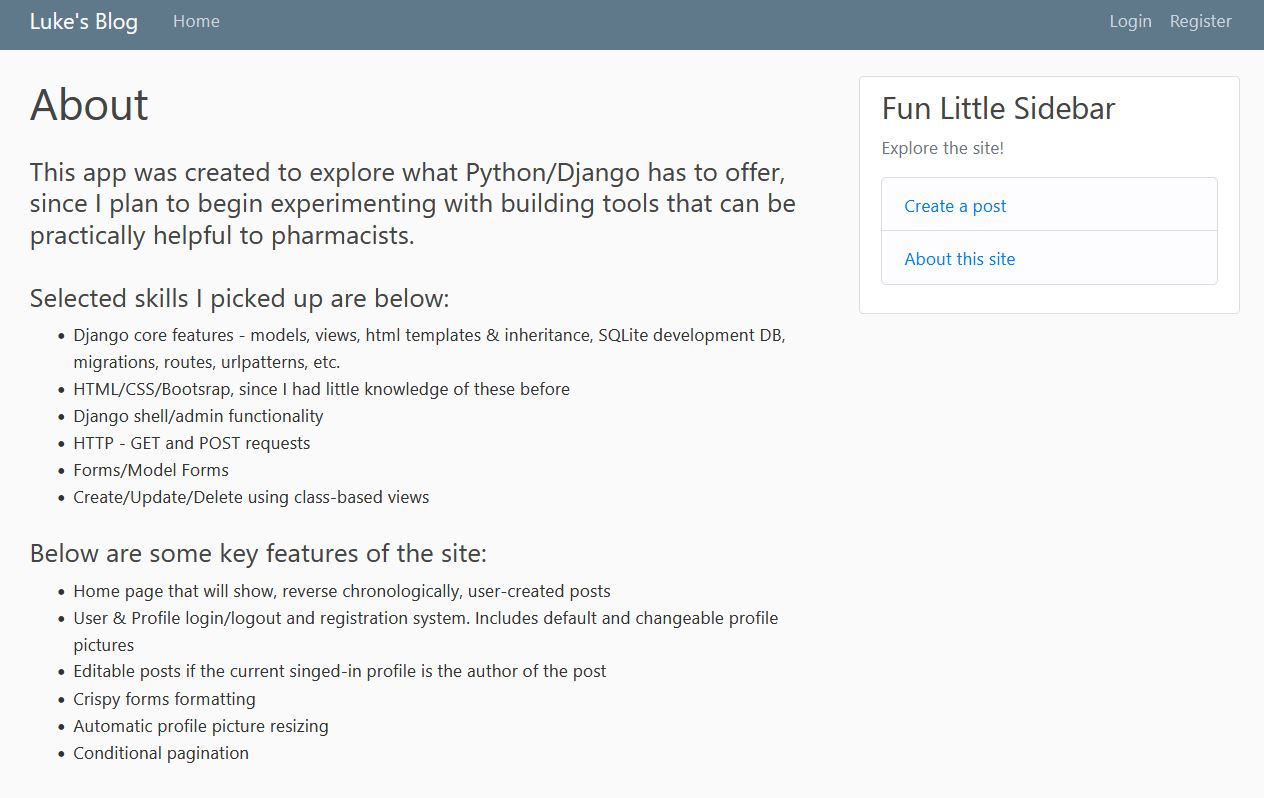 Luke's Blog Home Login Register
About
This app was created to explore what Python/Django has to offer,
since I plan to begin experimenting with building tools that can be
practically helpful to pharmacists.
Selected skills I picked up are below:
• Django core features - models, views, html templates & inheritance, SQLite development DB,
migrations, routes, urlpatterns, etc.
• HTML/CSS/Bootsrap, since I had little knowledge of these before
• Django shell/admin functionality
• HTTP - GET and POST requests
• Forms/Model Forms
• Create/Update/Delete using class-based views
Below are some key features of the site:
• Home page that will show, reverse chronologically, user-created posts
• User & Profile login/logout and registration system. Includes default and changeable profile
pictures
• Editable posts if the current singed-in profile is the author of the post
• Crispy forms formatting
• Automatic profile picture resizing
• Conditional pagination
Fun Little Sidebar
Explore the site!
Create a post
About this site